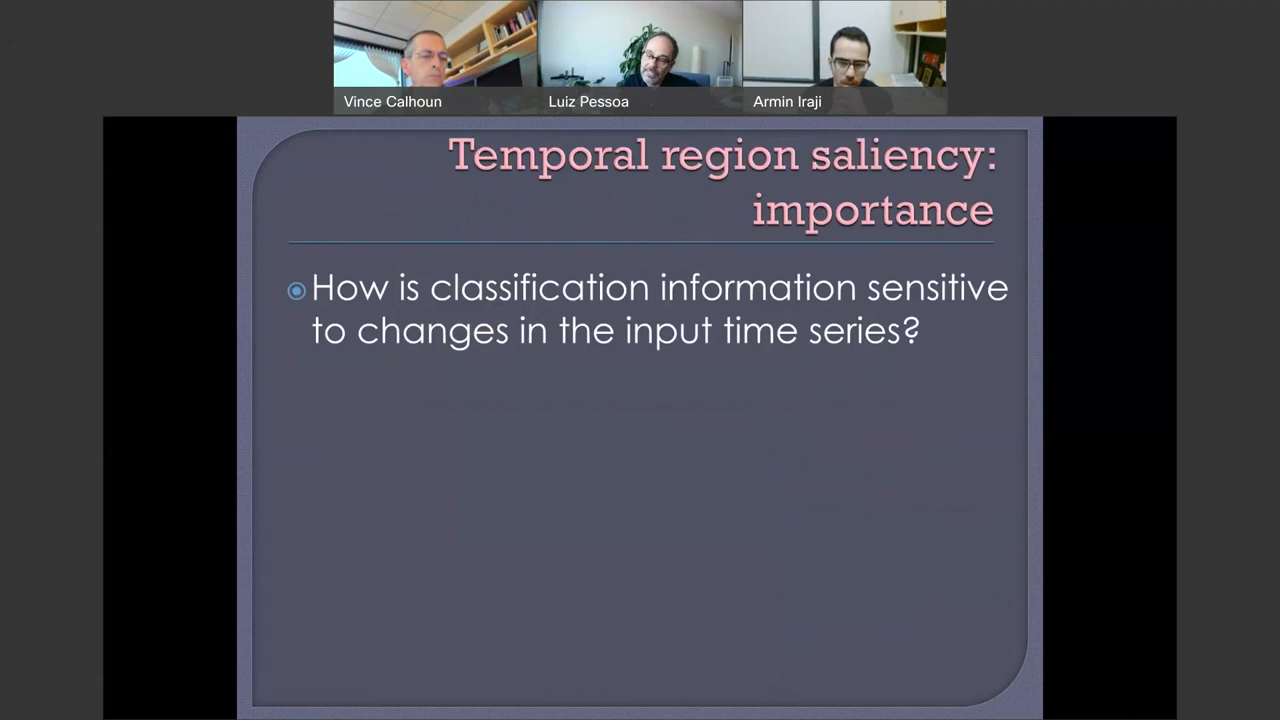 Vince Calhoun
Luiz Pessoa
Armin Iraji
Temporal region saliency:
importance
How is classification information sensitive
to changes in the input time series?